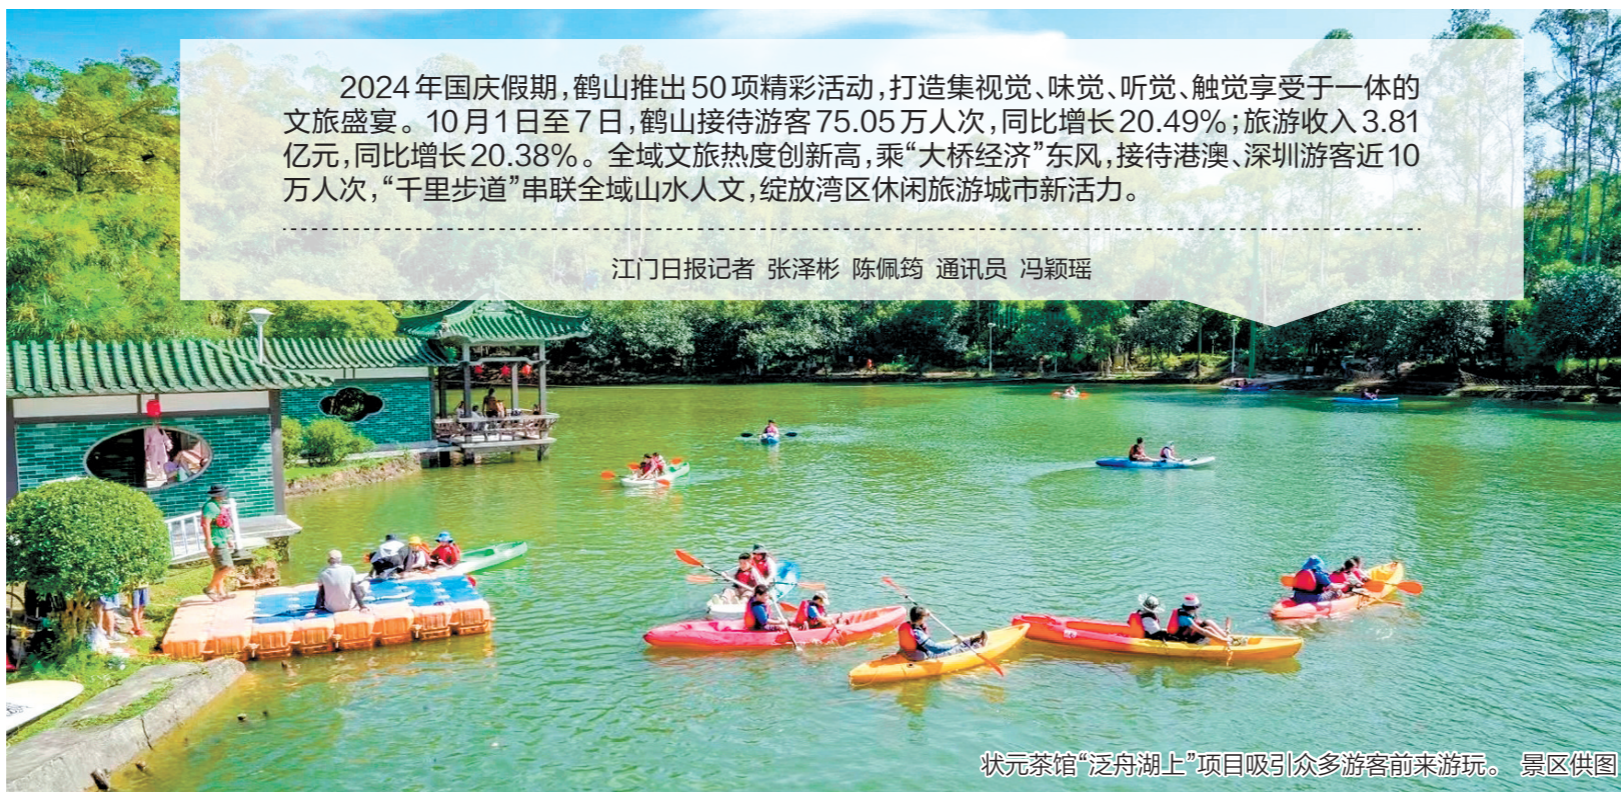 2024年国庆假期,鹤山推出50项精彩活动,打造集视觉、味觉、听觉、触觉享受于一体的
文旅盛宴。10月1日至7日,鹤山接待游客75.05万人次,同比增长20.49%;旅游收入3.81
亿元,同比增长20.38%。全域文旅热度创新高,乘“大桥经济”东风,接待港澳、深圳游客近10
万人次,“千里步道”串联全域山水人文,绽放湾区休闲旅游城市新活力。
江门日报记者 张泽彬 陈佩筠 通讯员 冯颖瑶
状元茶馆“泛舟湖上”项目吸引众多游客前来游玩。 景区供图